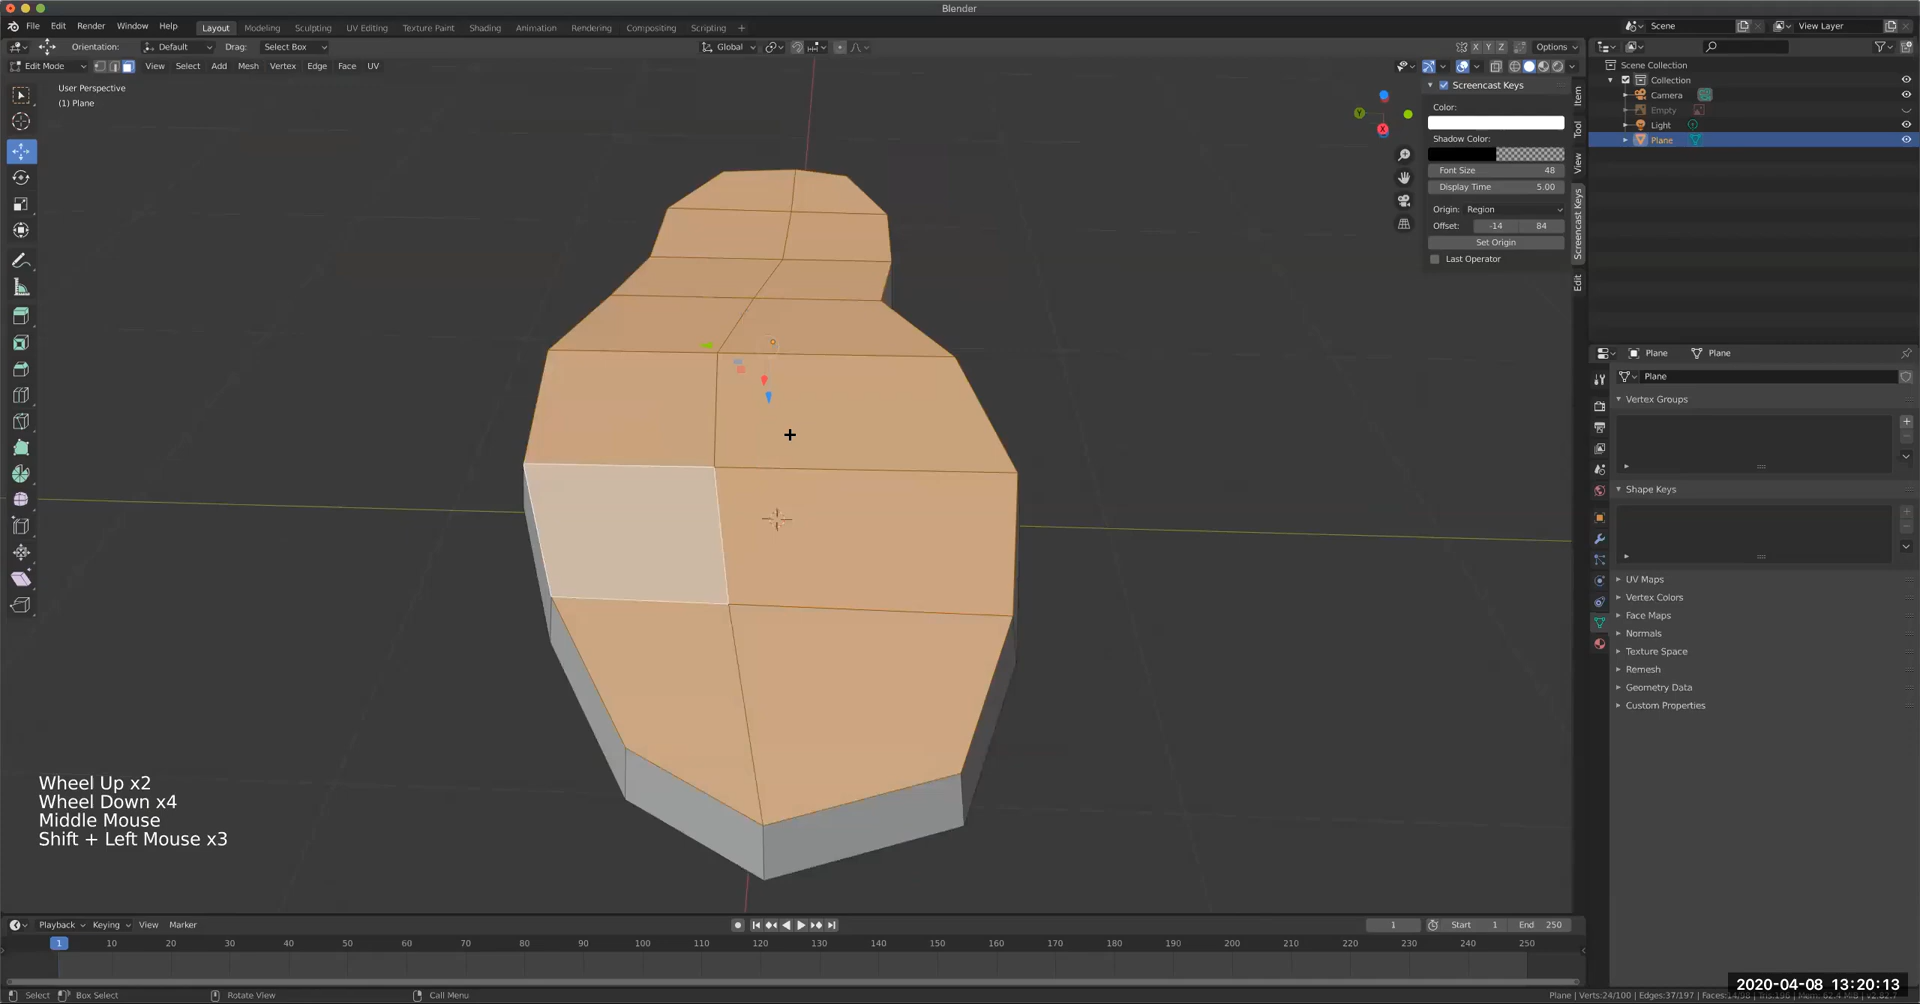 Blender
File Edit Render Window Help Layout Modeling Sculpting UV Editing Texture Paint Shading Animation Rendering Compositing Scripting + Scene View Layer
Orientation: Default Drag: Select Box Global X Y Z Options
Edit Mode View Select Add Mesh Vertex Edge Face UV
User Perspective
(1) Plane
Y
X
Screencast Keys
Color:
Shadow Color:
Font Size 48
Display Time 5.00
Origin: Region
Offset: -14 84
Set Origin
Last Operator
Item
Tool
View
Screencast Keys
Edit
Scene Collection
Collection
Camera
Empty
Light
Plane
Plane Plane
Plane
Vertex Groups
Shape Keys
UV Maps
Vertex Colors
Face Maps
Normals
Texture Space
Remesh
Geometry Data
Custom Properties
Wheel Up x2
Wheel Down x4
Middle Mouse
Shift + Left Mouse x3
Playback Keying View Marker 1 Start 1 End 250
1 10 20 30 40 50 60 70 80 90 100 110 120 130 140 150 160 170 180 190 200 210 220 230 240 250
Select Box Select Rotate View Call Menu
Plane | Verts:24/100 | Edges:37/197 |
2020-04-08 13:20:13